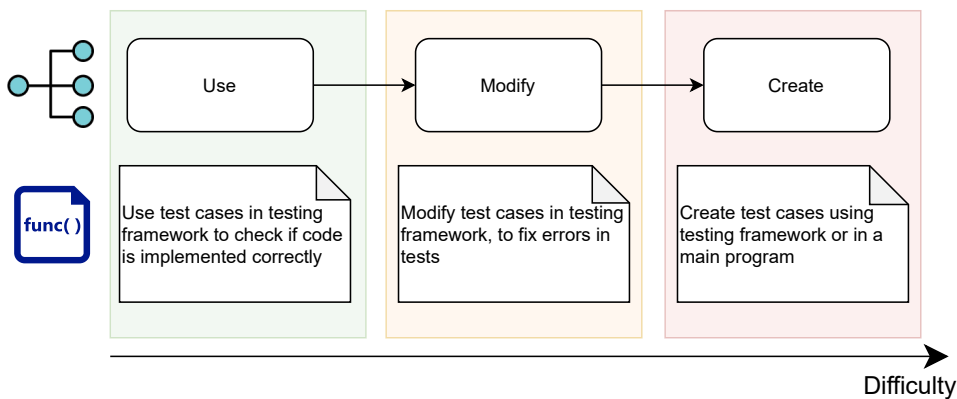 Use
Modify
Create
func( )
Use test cases in testing
framework to check if code
is implemented correctly
Modify test cases in testing
framework, to fix errors in
tests
Create test cases using
testing framework or in a
main program
Difficulty